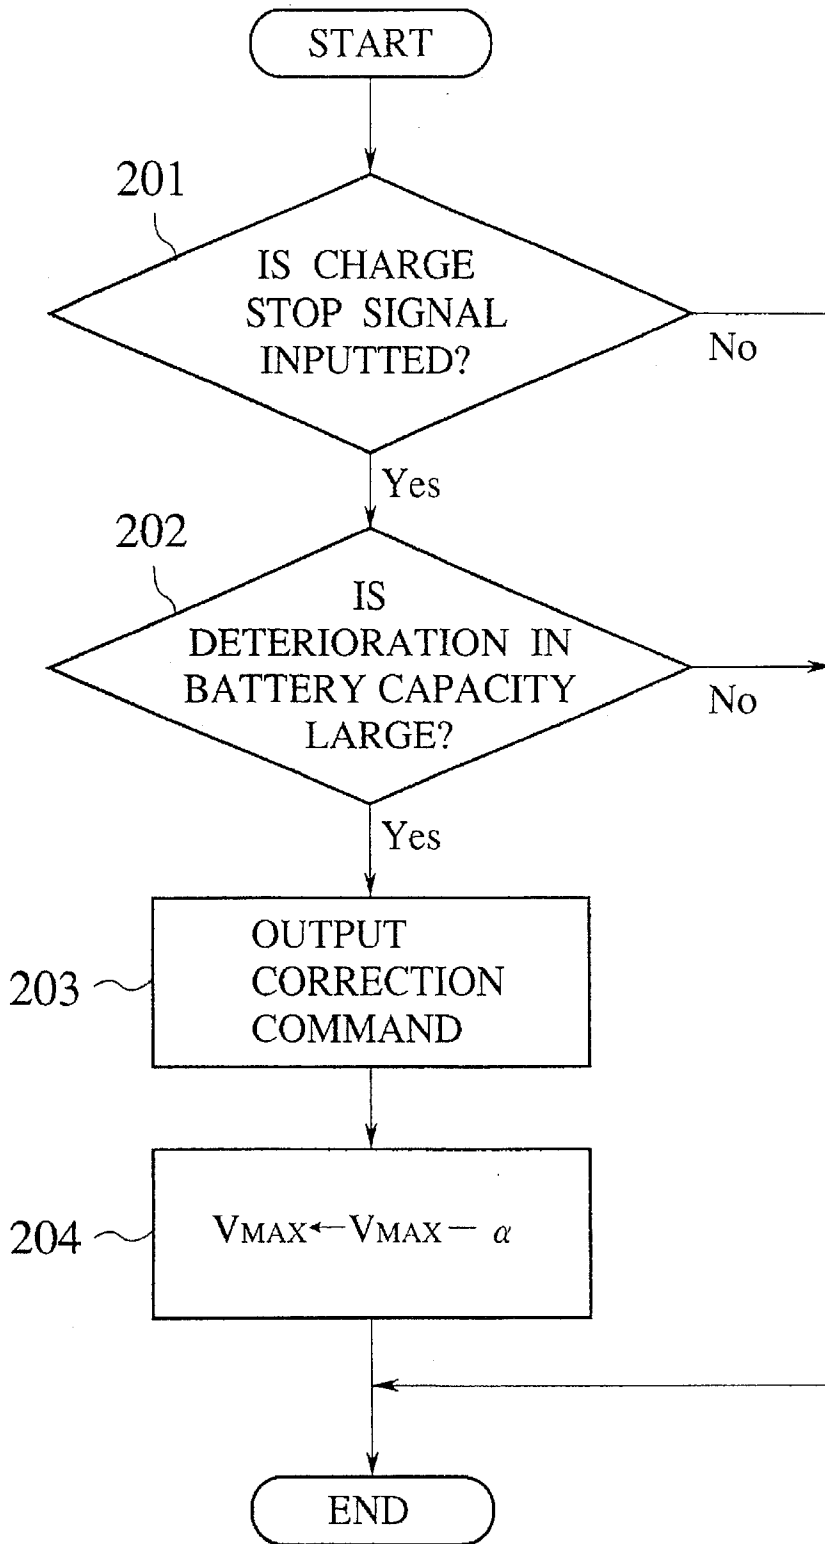 START
201
IS CHARGE
STOP SIGNAL
INPUTTED?
No
Yes
202
IS
DETERIORATION IN
BATTERY CAPACITY
LARGE?
No
Yes
203
OUTPUT
CORRECTION
COMMAND
204
VMAX←VMAX− α
END